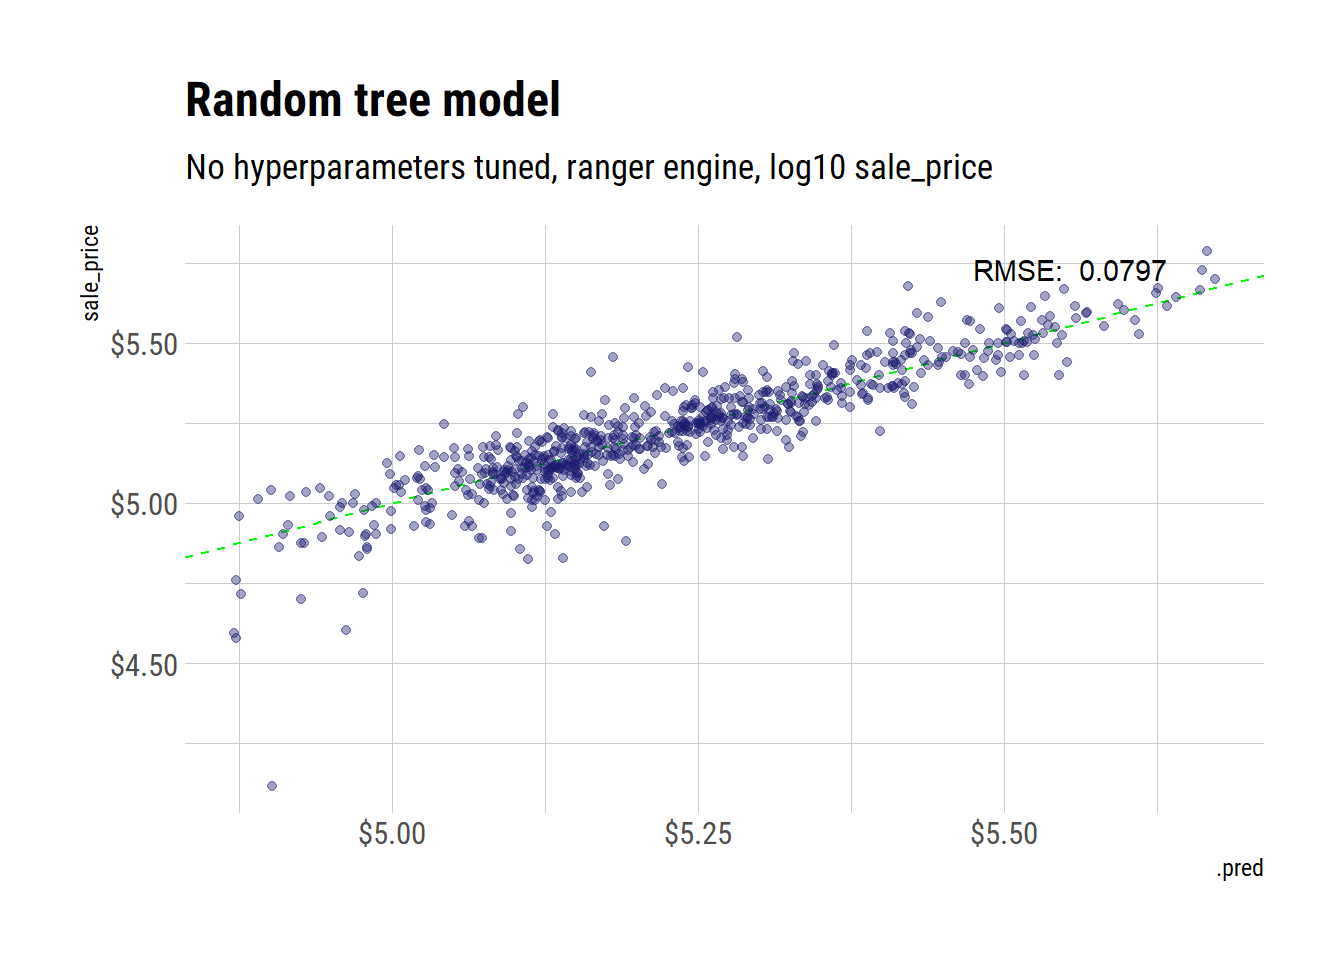 Random tree model
No hyperparameters tuned, ranger engine, log10 sale_price
sale_price
RMSE:  0.0797
$5.50
$5.00
$4.50
$5.00
$5.25
$5.50
.pred